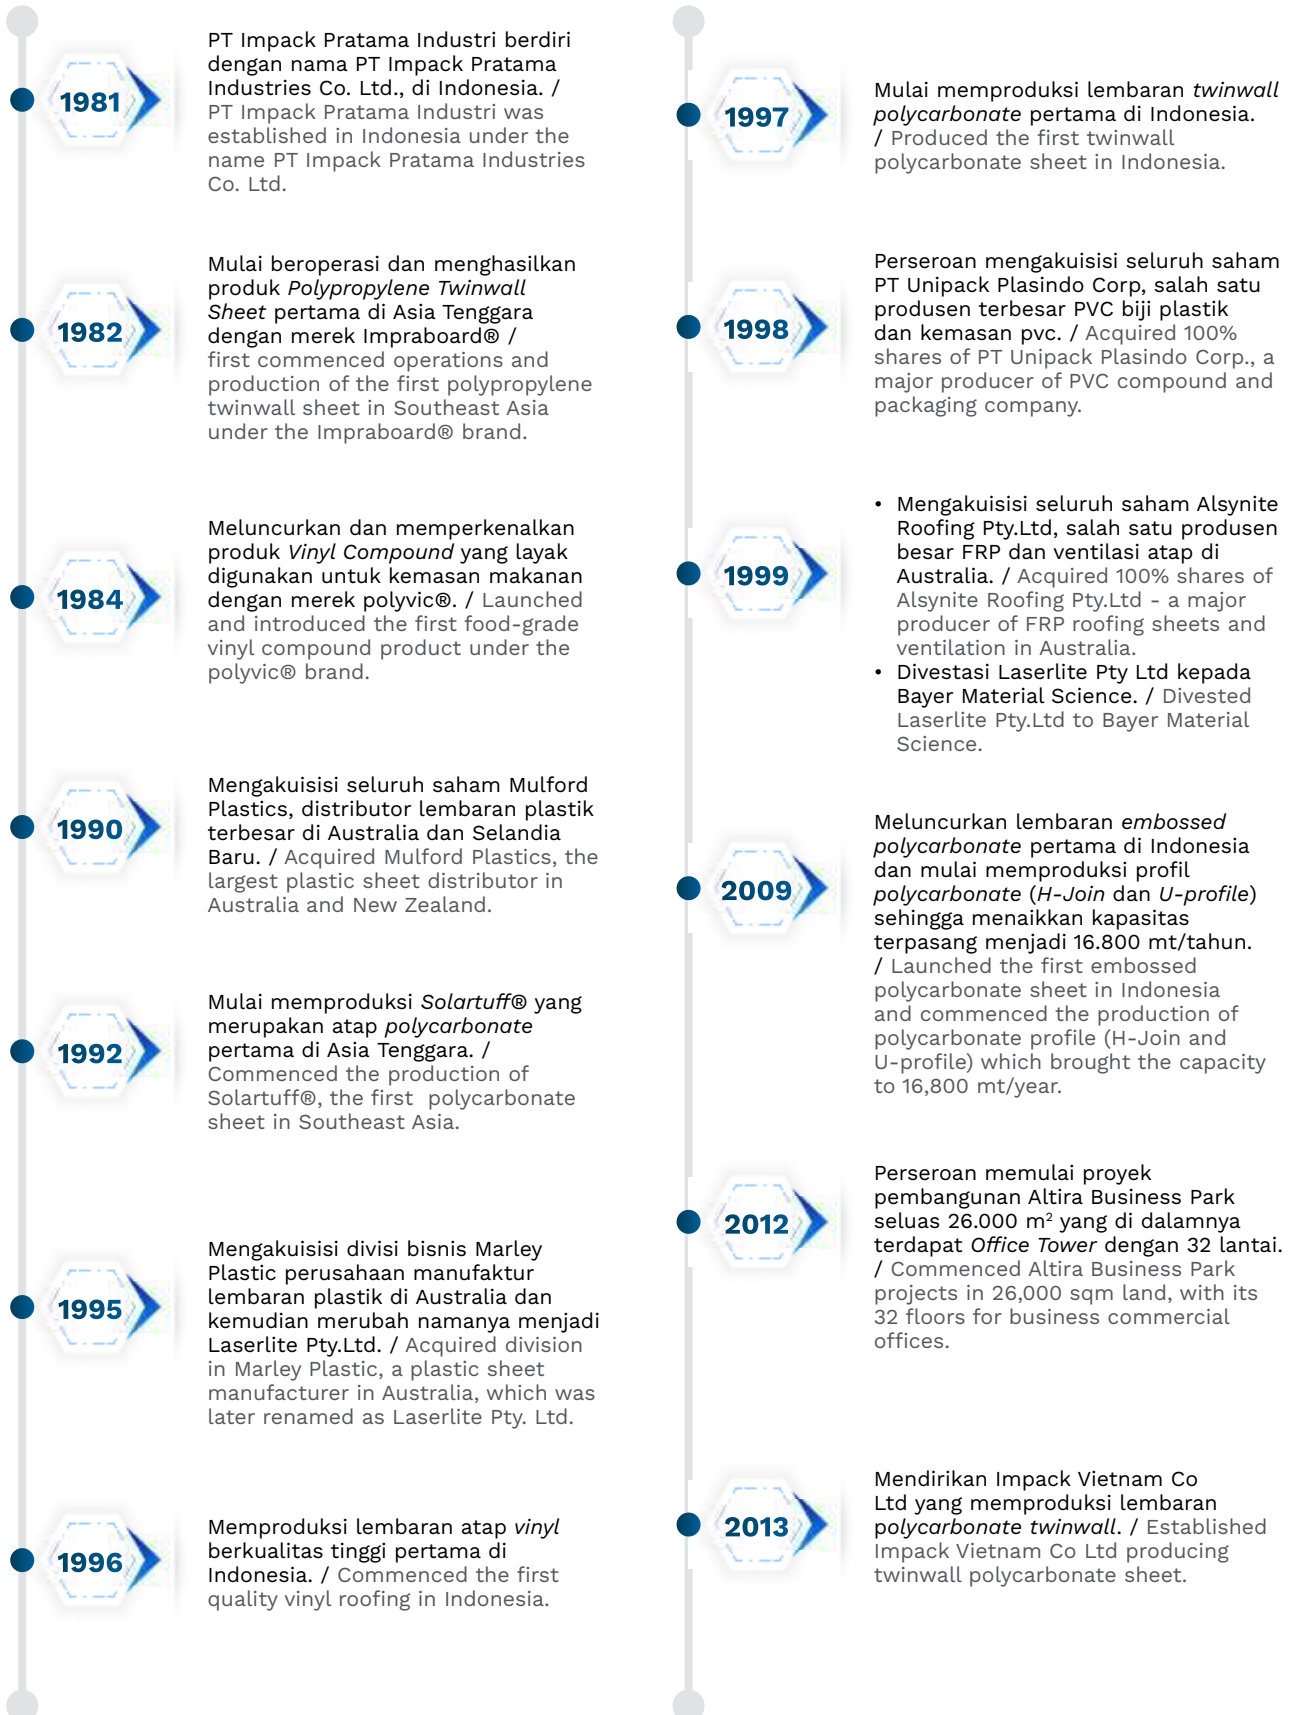 1981
PT Impack Pratama Industri berdiri
dengan nama PT Impack Pratama
Industries Co. Ltd., di Indonesia. /
PT Impack Pratama Industri was
established in Indonesia under the
name PT Impack Pratama Industries
Co. Ltd.
1982
Mulai beroperasi dan menghasilkan
produk Polypropylene Twinwall
Sheet pertama di Asia Tenggara
dengan merek Impraboard® /
first commenced operations and
production of the first polypropylene
twinwall sheet in Southeast Asia
under the Impraboard® brand.
1984
Meluncurkan dan memperkenalkan
produk Vinyl Compound yang layak
digunakan untuk kemasan makanan
dengan merek polyvic®. / Launched
and introduced the first food-grade
vinyl compound product under the
polyvic® brand.
1990
Mengakuisisi seluruh saham Mulford
Plastics, distributor lembaran plastik
terbesar di Australia dan Selandia
Baru. / Acquired Mulford Plastics, the
largest plastic sheet distributor in
Australia and New Zealand.
1992
Mulai memproduksi Solartuff® yang
merupakan atap polycarbonate
pertama di Asia Tenggara. /
Commenced the production of
Solartuff®, the first polycarbonate
sheet in Southeast Asia.
1995
Mengakuisisi divisi bisnis Marley
Plastic perusahaan manufaktur
lembaran plastik di Australia dan
kemudian merubah namanya menjadi
Laserlite Pty.Ltd. / Acquired division
in Marley Plastic, a plastic sheet
manufacturer in Australia, which was
later renamed as Laserlite Pty. Ltd.
1996
Memproduksi lembaran atap vinyl
berkualitas tinggi pertama di
Indonesia. / Commenced the first
quality vinyl roofing in Indonesia.
1997
Mulai memproduksi lembaran twinwall
polycarbonate pertama di Indonesia.
/ Produced the first twinwall
polycarbonate sheet in Indonesia.
1998
Perseroan mengakuisisi seluruh saham
PT Unipack Plasindo Corp, salah satu
produsen terbesar PVC biji plastik
dan kemasan pvc. / Acquired 100%
shares of PT Unipack Plasindo Corp., a
major producer of PVC compound and
packaging company.
1999
• Mengakuisisi seluruh saham Alsynite
Roofing Pty.Ltd, salah satu produsen
besar FRP dan ventilasi atap di
Australia. / Acquired 100% shares of
Alsynite Roofing Pty.Ltd - a major
producer of FRP roofing sheets and
ventilation in Australia.
• Divestasi Laserlite Pty Ltd kepada
Bayer Material Science. / Divested
Laserlite Pty.Ltd to Bayer Material
Science.
2009
Meluncurkan lembaran embossed
polycarbonate pertama di Indonesia
dan mulai memproduksi profil
polycarbonate (H-Join dan U-profile)
sehingga menaikkan kapasitas
terpasang menjadi 16.800 mt/tahun.
/ Launched the first embossed
polycarbonate sheet in Indonesia
and commenced the production of
polycarbonate profile (H-Join and
U-profile) which brought the capacity
to 16,800 mt/year.
2012
Perseroan memulai proyek
pembangunan Altira Business Park
seluas 26.000 m² yang di dalamnya
terdapat Office Tower dengan 32 lantai.
/ Commenced Altira Business Park
projects in 26,000 sqm land, with its
32 floors for business commercial
offices.
2013
Mendirikan Impack Vietnam Co
Ltd yang memproduksi lembaran
polycarbonate twinwall. / Established
Impack Vietnam Co Ltd producing
twinwall polycarbonate sheet.